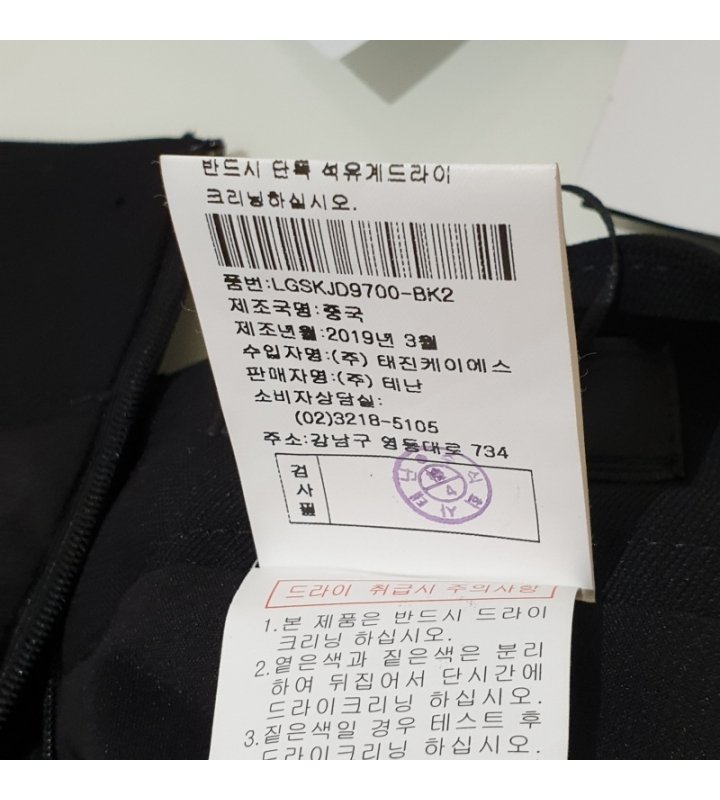 반드시 단독 석유계드라이
크리닝하십시오.
품번:LGSKJD9700-BK2
제조국명:중국
제조년월:2019년 3월
수입자명:(주) 태진케이에스
판매자명:(주) 테난
소비자상담실:
(02)3218-5105
주소:강남구 영동대로 734
검
사
필
드라이 취급시 주의사항
1.본 제품은 반드시 드라이
크리닝 하십시오.
2.옅은색과 짙은색은 분리
하여 뒤집어서 단시간에
드라이크리닝 하십시오.
3.짙은색일 경우 테스트 후
드라이크리닝 하십시오.